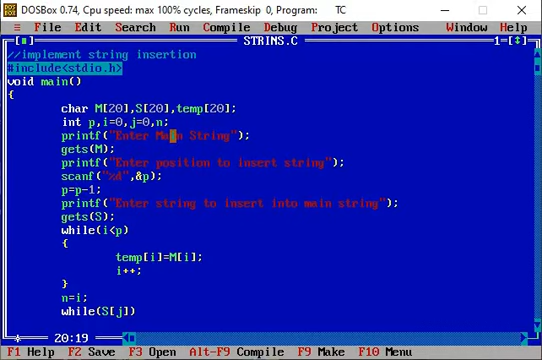 DOSBox 0.74, Cpu speed: max 100% cycles, Frameskip 0, Program: TC
≡ File Edit Search Run Compile Debug Project Options Window Help
[■] STRINS.C 1=[↕]
//implement string insertion
#include<stdio.h>
void main()
{
char M[20],S[20],temp[20];
int p,i=0,j=0,n;
printf("Enter Main String");
gets(M);
printf("Enter position to insert string");
scanf("%d",&p);
p=p-1;
printf("Enter string to insert into main string");
gets(S);
while(i<p)
{
temp[i]=M[i];
i++;
}
n=i;
while(S[j])
20:19
F1 Help F2 Save F3 Open Alt-F9 Compile F9 Make F10 Menu